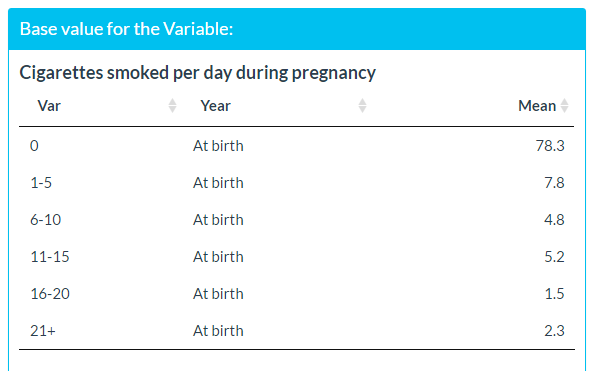 Base value for the Variable:
Cigarettes smoked per day during pregnancy
Var Year Mean
0 At birth 78.3
1-5 At birth 7.8
6-10 At birth 4.8
11-15 At birth 5.2
16-20 At birth 1.5
21+ At birth 2.3